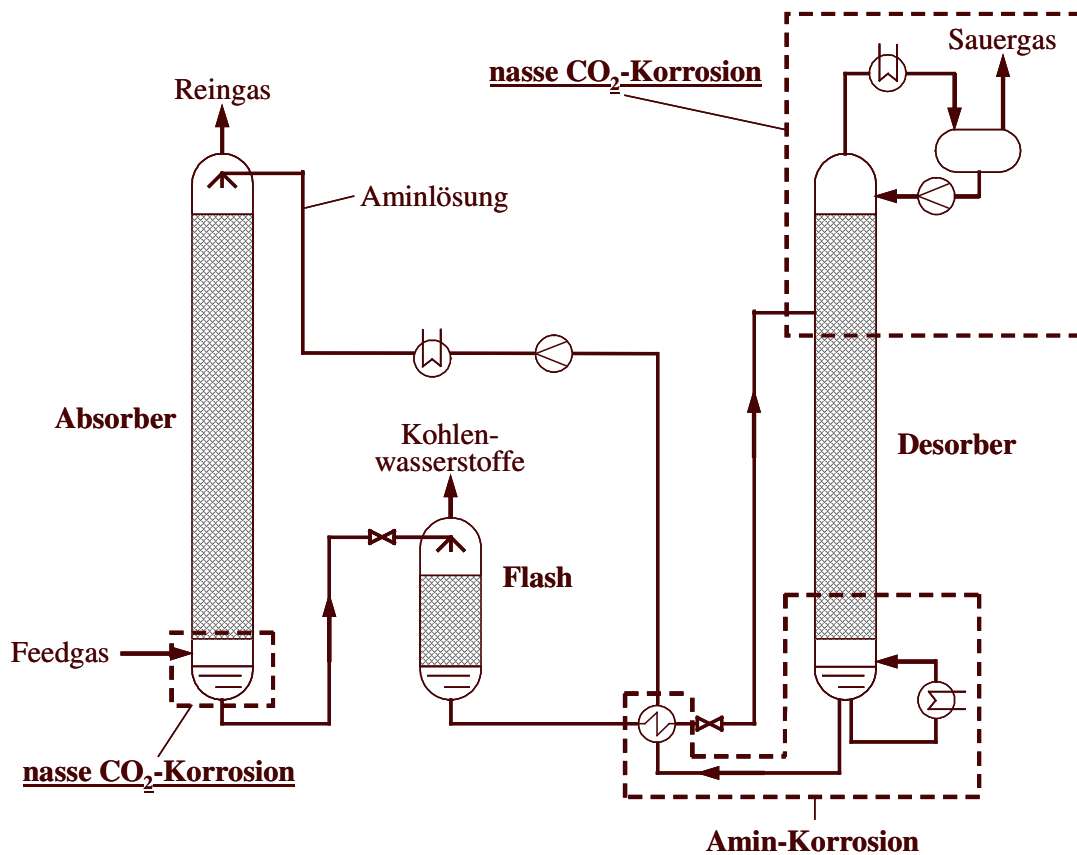 Sauergas
nasse CO₂-Korrosion
Reingas
Aminlösung
Absorber
Kohlen-
wasserstoffe
Desorber
Flash
Feedgas
nasse CO₂-Korrosion
Amin-Korrosion